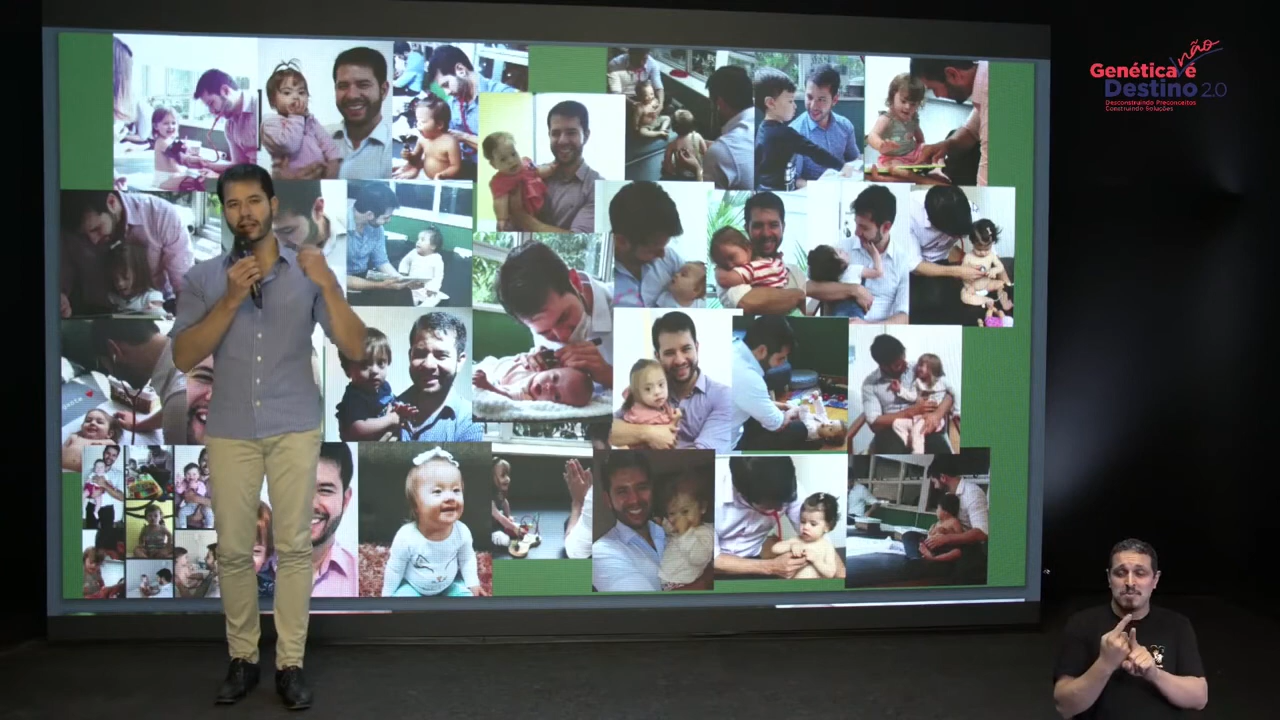 não
Genética é
Destino 2.0
Desconstruindo Preconceitos
Construindo Soluções